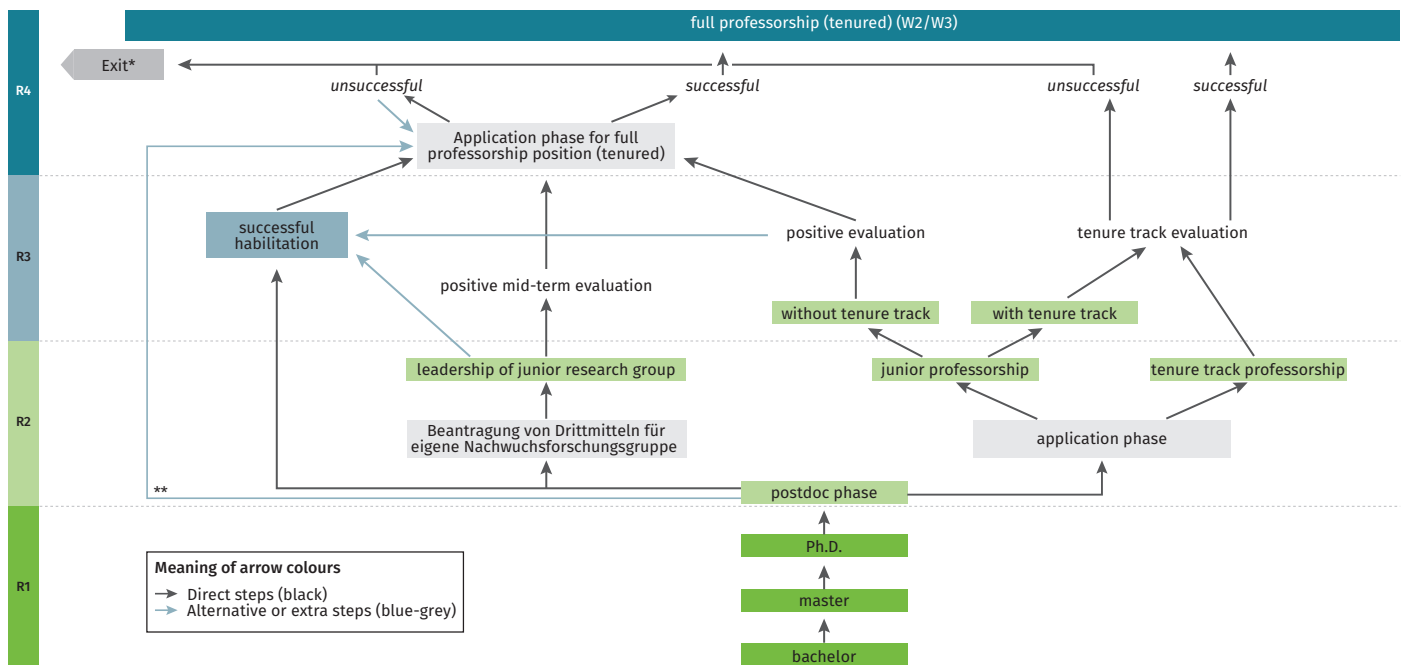 full professorship (tenured) (W2/W3)
Exit*
unsuccessful
successful
unsuccessful
successful
R4
Application phase for full
professorship position (tenured)
successful
habilitation
positive evaluation
tenure track evaluation
R3
positive mid-term evaluation
without tenure track
with tenure track
leadership of junior research group
junior professorship
tenure track professorship
R2
Beantragung von Drittmitteln für
eigene Nachwuchsforschungsgruppe
application phase
**
postdoc phase
Ph.D.
R1
master
bachelor
Meaning of arrow colours
Direct steps (black)
Alternative or extra steps (blue-grey)